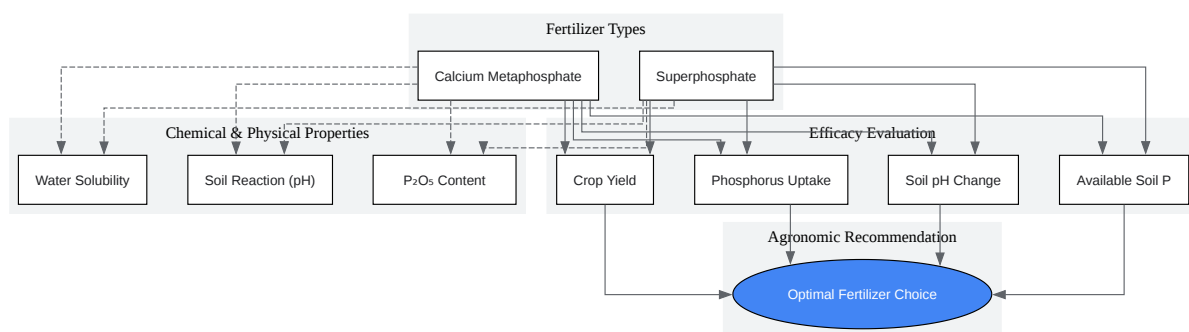 Fertilizer Types
Calcium Metaphosphate
Superphosphate
Chemical & Physical Properties
Efficacy Evaluation
Water Solubility
Soil Reaction (pH)
P₂O₅ Content
Crop Yield
Phosphorus Uptake
Soil pH Change
Available Soil P
Agronomic Recommendation
Optimal Fertilizer Choice